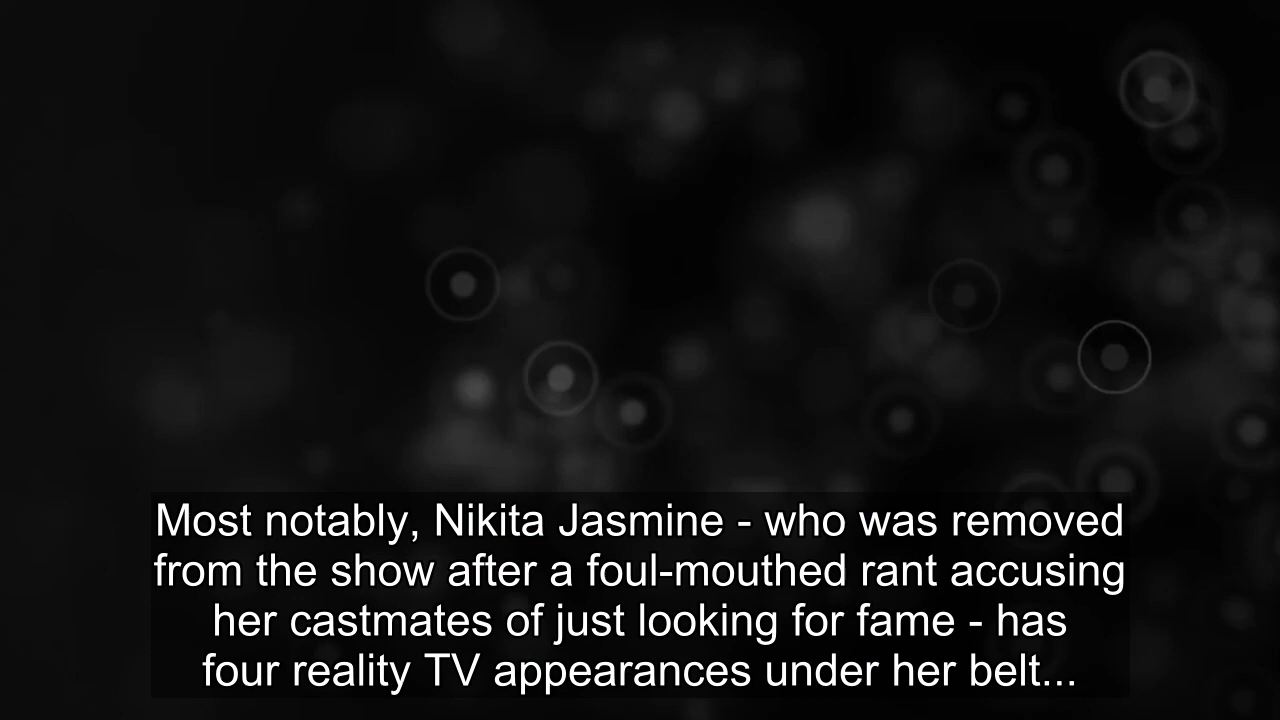 Most notably, Nikita Jasmine - who was removed
from the show after a foul-mouthed rant accusing
her castmates of just looking for fame - has
four reality TV appearances under her belt...